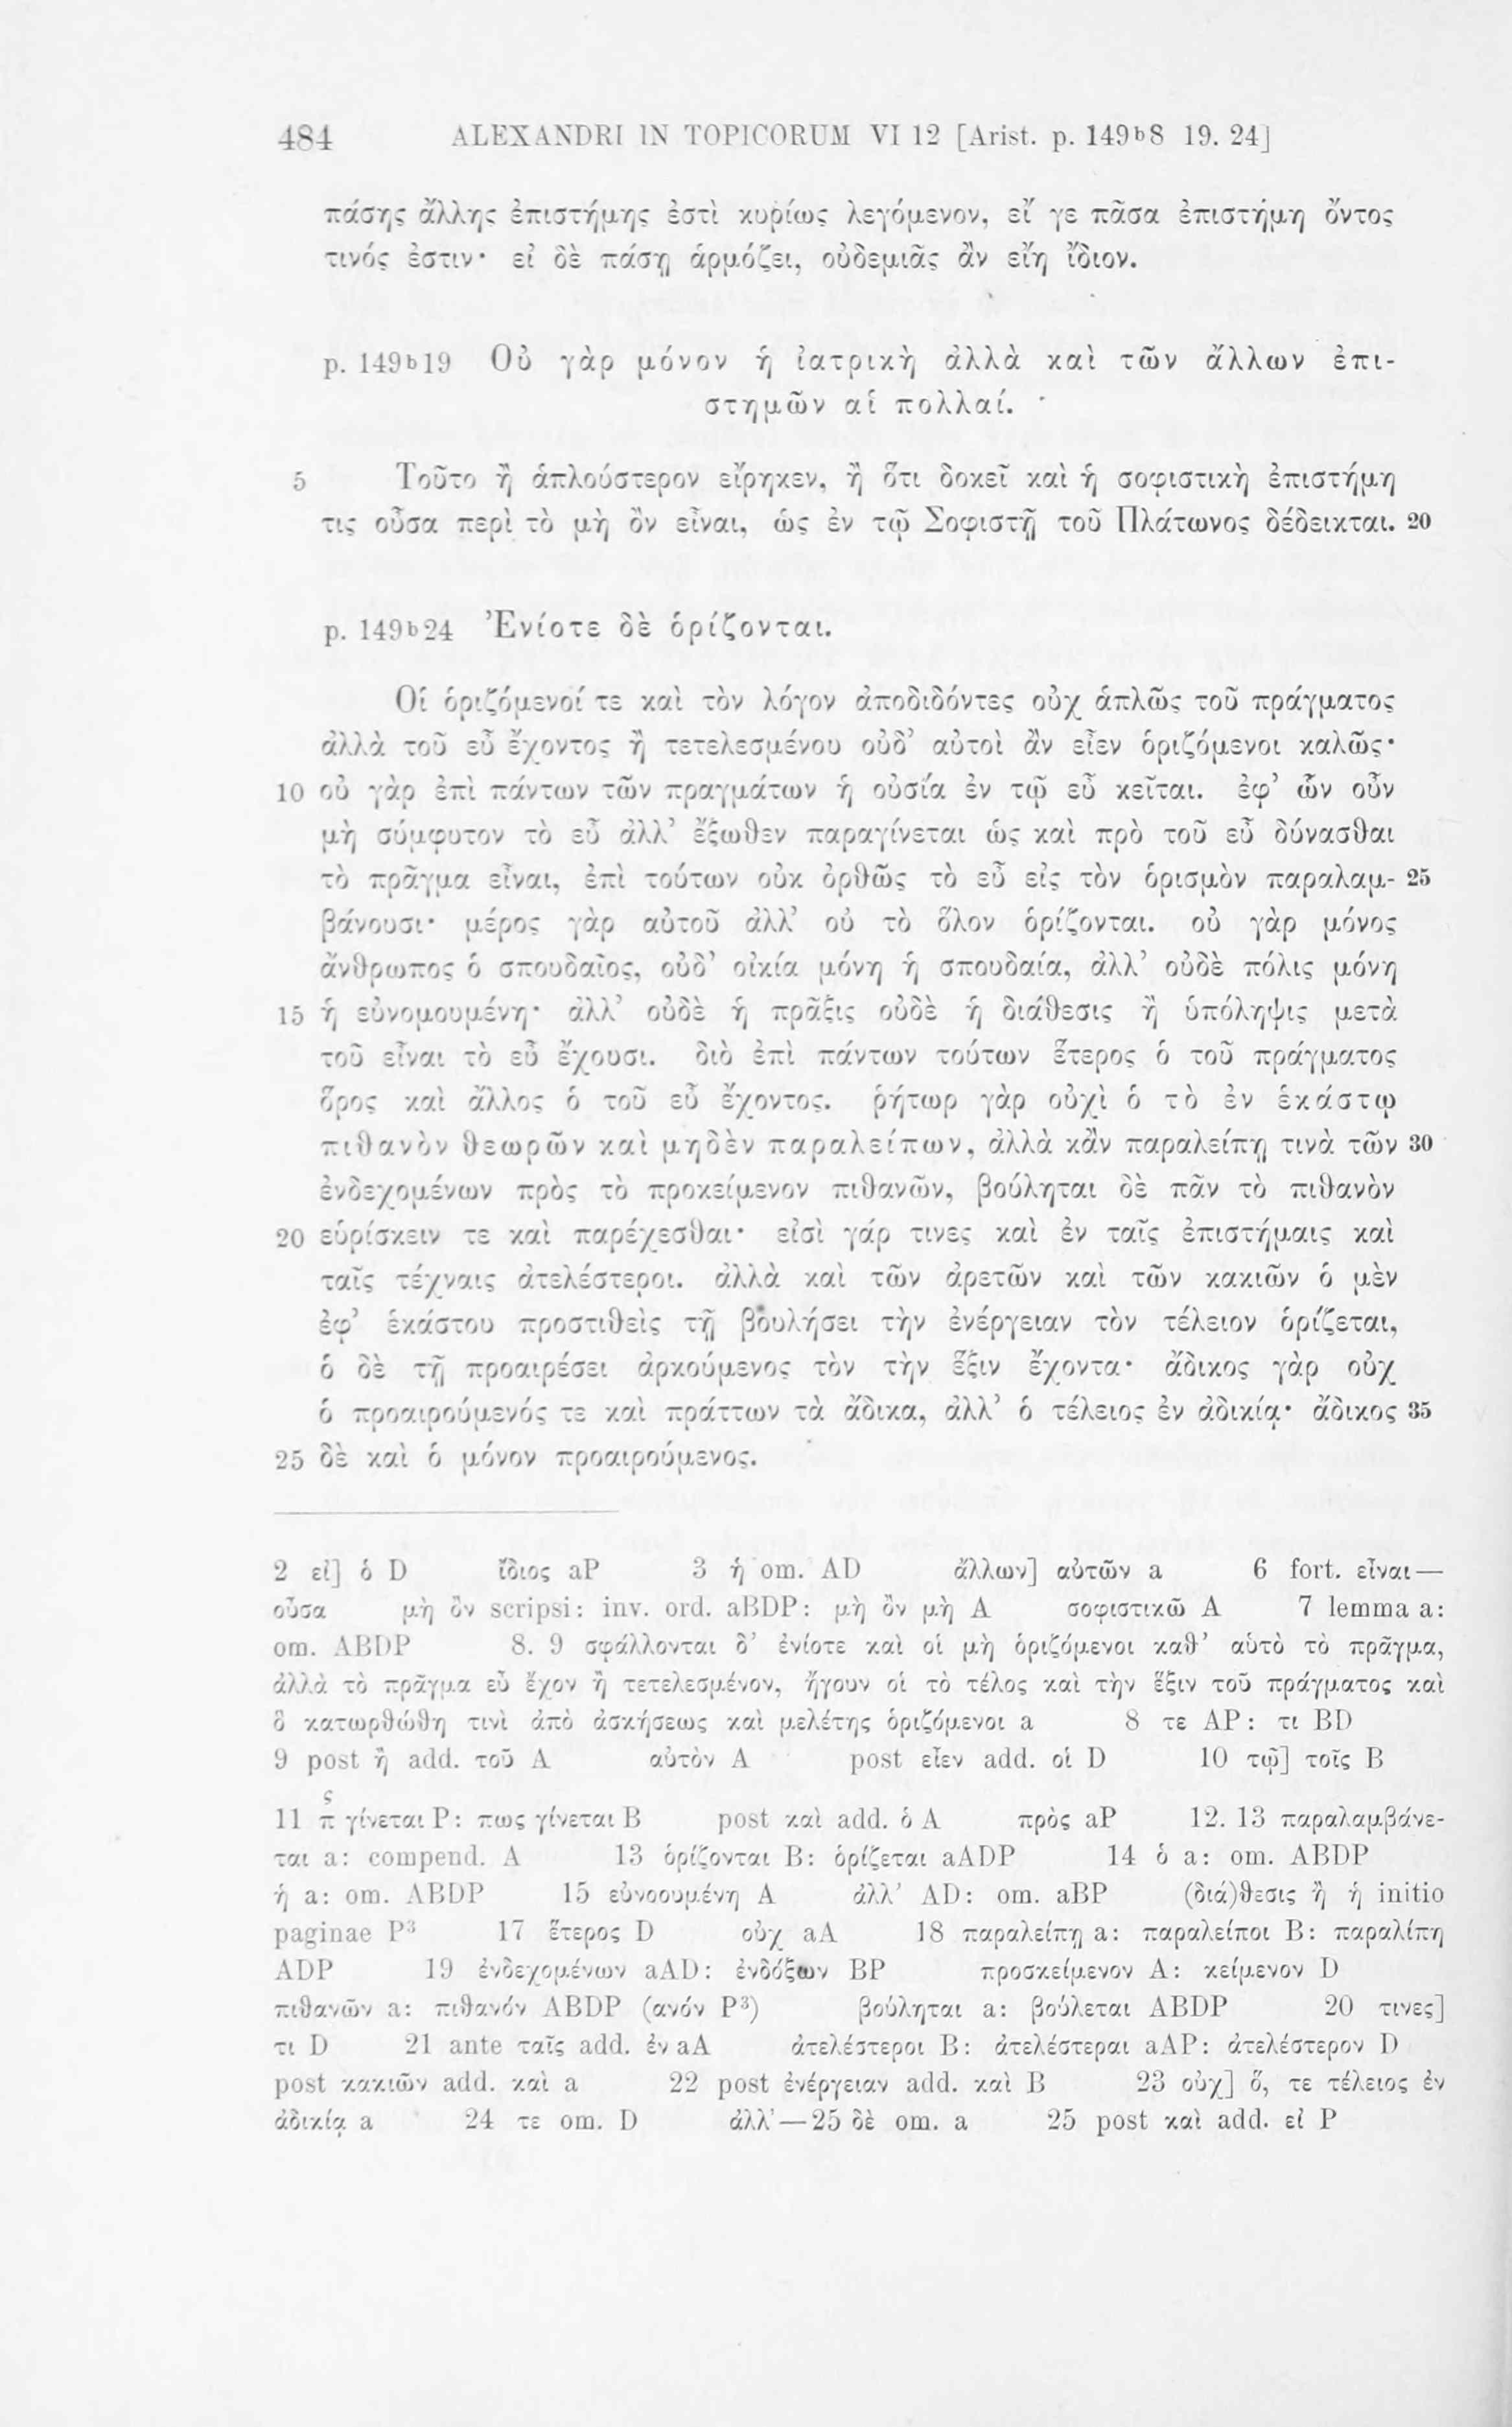 484 ALEXANDRI IN TOPICORUM VI 12 [Arist. p. 149ᵇ8 19. 24]
πάσης ἄλλης ἐπιστήμης ἐστὶ κυρίως λεγόμενον, εἴ γε πᾶσα ἐπιστήμη ὄντος
τινός ἐστιν· εἰ δὲ πάσῃ ἁρμόζει, οὐδεμιᾶς ἂν εἴη ἴδιον.
p. 149ᵇ19 Οὐ γὰρ μόνον ἡ ἰατρικὴ ἀλλὰ καὶ τῶν ἄλλων ἐπι-
στημῶν αἱ πολλαί.
5 Τοῦτο ἢ ἁπλούστερον εἴρηκεν, ἢ ὅτι δοκεῖ καὶ ἡ σοφιστικὴ ἐπιστήμη
τις οὖσα περὶ τὸ μὴ ὂν εἶναι, ὡς ἐν τῷ Σοφιστῇ τοῦ Πλάτωνος δέδεικται. 20
p. 149ᵇ24 Ἐνίοτε δὲ ὁρίζονται.
Οἱ ὁριζόμενοί τε καὶ τὸν λόγον ἀποδιδόντες οὐχ ἁπλῶς τοῦ πράγματος
ἀλλὰ τοῦ εὖ ἔχοντος ἢ τετελεσμένου οὐδ’ αὐτοὶ ἂν εἶεν ὁριζόμενοι καλῶς·
10 οὐ γὰρ ἐπὶ πάντων τῶν πραγμάτων ἡ οὐσία ἐν τῷ εὖ κεῖται. ἐφ’ ὧν οὖν
μὴ σύμφυτον τὸ εὖ ἀλλ’ ἔξωθεν παραγίνεται ὡς καὶ πρὸ τοῦ εὖ δύνασθαι
τὸ πρᾶγμα εἶναι, ἐπὶ τούτων οὐκ ὀρθῶς τὸ εὖ εἰς τὸν ὁρισμὸν παραλαμ- 25
βάνουσι· μέρος γὰρ αὐτοῦ ἀλλ’ οὐ τὸ ὅλον ὁρίζονται. οὐ γὰρ μόνος
ἄνθρωπος ὁ σπουδαῖος, οὐδ’ οἰκία μόνη ἡ σπουδαία, ἀλλ’ οὐδὲ πόλις μόνη
15 ἡ εὐνομουμένη· ἀλλ’ οὐδὲ ἡ πρᾶξις οὐδὲ ἡ διάθεσις ἢ ὑπόληψις μετὰ
τοῦ εἶναι τὸ εὖ ἔχουσι. διὸ ἐπὶ πάντων τούτων ἕτερος ὁ τοῦ πράγματος
ὅρος καὶ ἄλλος ὁ τοῦ εὖ ἔχοντος. ῥήτωρ γὰρ οὐχὶ ὁ τὸ ἐν ἑκάστῳ
πιθανὸν θεωρῶν καὶ μηδὲν παραλείπων, ἀλλὰ κἂν παραλείπῃ τινὰ τῶν 30
ἐνδεχομένων πρὸς τὸ προκείμενον πιθανῶν, βούληται δὲ πᾶν τὸ πιθανὸν
20 εὑρίσκειν τε καὶ παρέχεσθαι· εἰσὶ γάρ τινες καὶ ἐν ταῖς ἐπιστήμαις καὶ
ταῖς τέχναις ἀτελέστεροι. ἀλλὰ καὶ τῶν ἀρετῶν καὶ τῶν κακιῶν ὁ μὲν
ἐφ’ ἑκάστου προστιθεὶς τῇ βουλήσει τὴν ἐνέργειαν τὸν τέλειον ὁρίζεται,
ὁ δὲ τῇ προαιρέσει ἀρκούμενος τὸν τὴν ἕξιν ἔχοντα· ἄδικος γὰρ οὐχ
ὁ προαιρούμενός τε καὶ πράττων τὰ ἄδικα, ἀλλ’ ὁ τέλειος ἐν ἀδικίᾳ· ἄδικος 35
25 δὲ καὶ ὁ μόνον προαιρούμενος.
2 εἰ] ὁ D ἴδιος aP 3 ἡ om. AD ἄλλων] αὐτῶν a 6 fort. εἶναι—
οὖσα μὴ ὂν scripsi: inv. ord. aBDP: μὴ ὂν μὴ A σοφιστικῶ A 7 lemma a:
om. ABDP 8. 9 σφάλλονται δ’ ἐνίοτε καὶ οἱ μὴ ὁριζόμενοι καθ’ αὑτὸ τὸ πρᾶγμα,
ἀλλὰ τὸ πρᾶγμα εὖ ἔχον ἢ τετελεσμένον, ἤγουν οἱ τὸ τέλος καὶ τὴν ἕξιν τοῦ πράγματος καὶ
ὃ κατωρθώθη τινὶ ἀπὸ ἀσκήσεως καὶ μελέτης ὁριζόμενοι a 8 τε AP: τι BD
9 post ἢ add. τοῦ A αὐτὸν A post εἶεν add. οἱ D 10 τῷ] τοῖς B
11 π̑ς γίνεται P: πως γίνεται B post καὶ add. ὁ A πρὸς aP 12. 13 παραλαμβάνε-
ται a: compend. A 13 ὁρίζονται B: ὁρίζεται aADP 14 ὁ a: om. ABDP
ἡ a: om. ABDP 15 εὐνοουμένη A ἀλλ’ AD: om. aBP (διά)θεσις ἢ ἡ initio
paginae P³ 17 ἕτερος D οὐχ aA 18 παραλείπῃ a: παραλείποι B: παραλίπη
ADP 19 ἐνδεχομένων aAD: ἐνδόξων BP προσκείμενον A: κείμενον D
πιθανῶν a: πιθανόν ABDP (ανόν P³) βούληται a: βούλεται ABDP 20 τινες]
τι D 21 ante ταῖς add. ἐν aA ἀτελέστεροι B: ἀτελέστεραι aAP: ἀτελέστερον D
post κακιῶν add. καὶ a 22 post ἐνέργειαν add. καὶ B 23 οὐχ] ὅ, τε τέλειος ἐν
ἀδικίᾳ a 24 τε om. D ἀλλ’—25 δὲ om. a 25 post καὶ add. εἰ P